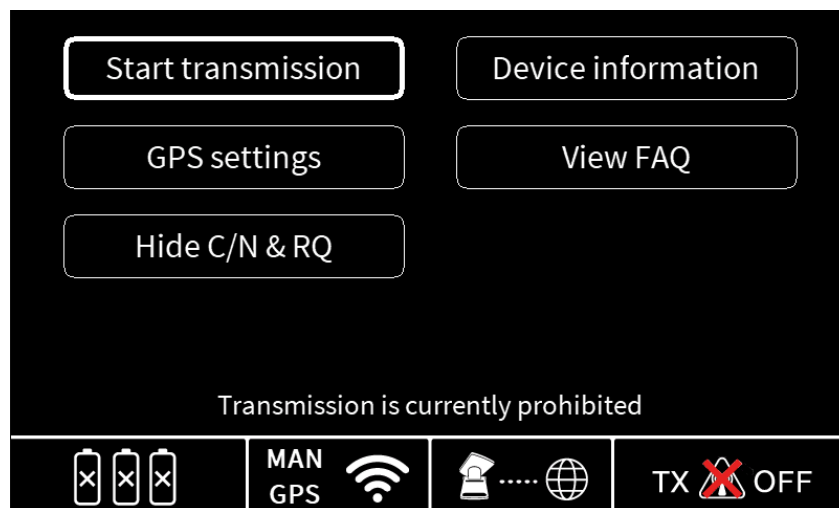 Start transmission
Device information
GPS settings
View FAQ
Hide C/N & RQ
Transmission is currently prohibited
MAN
GPS
TX OFF